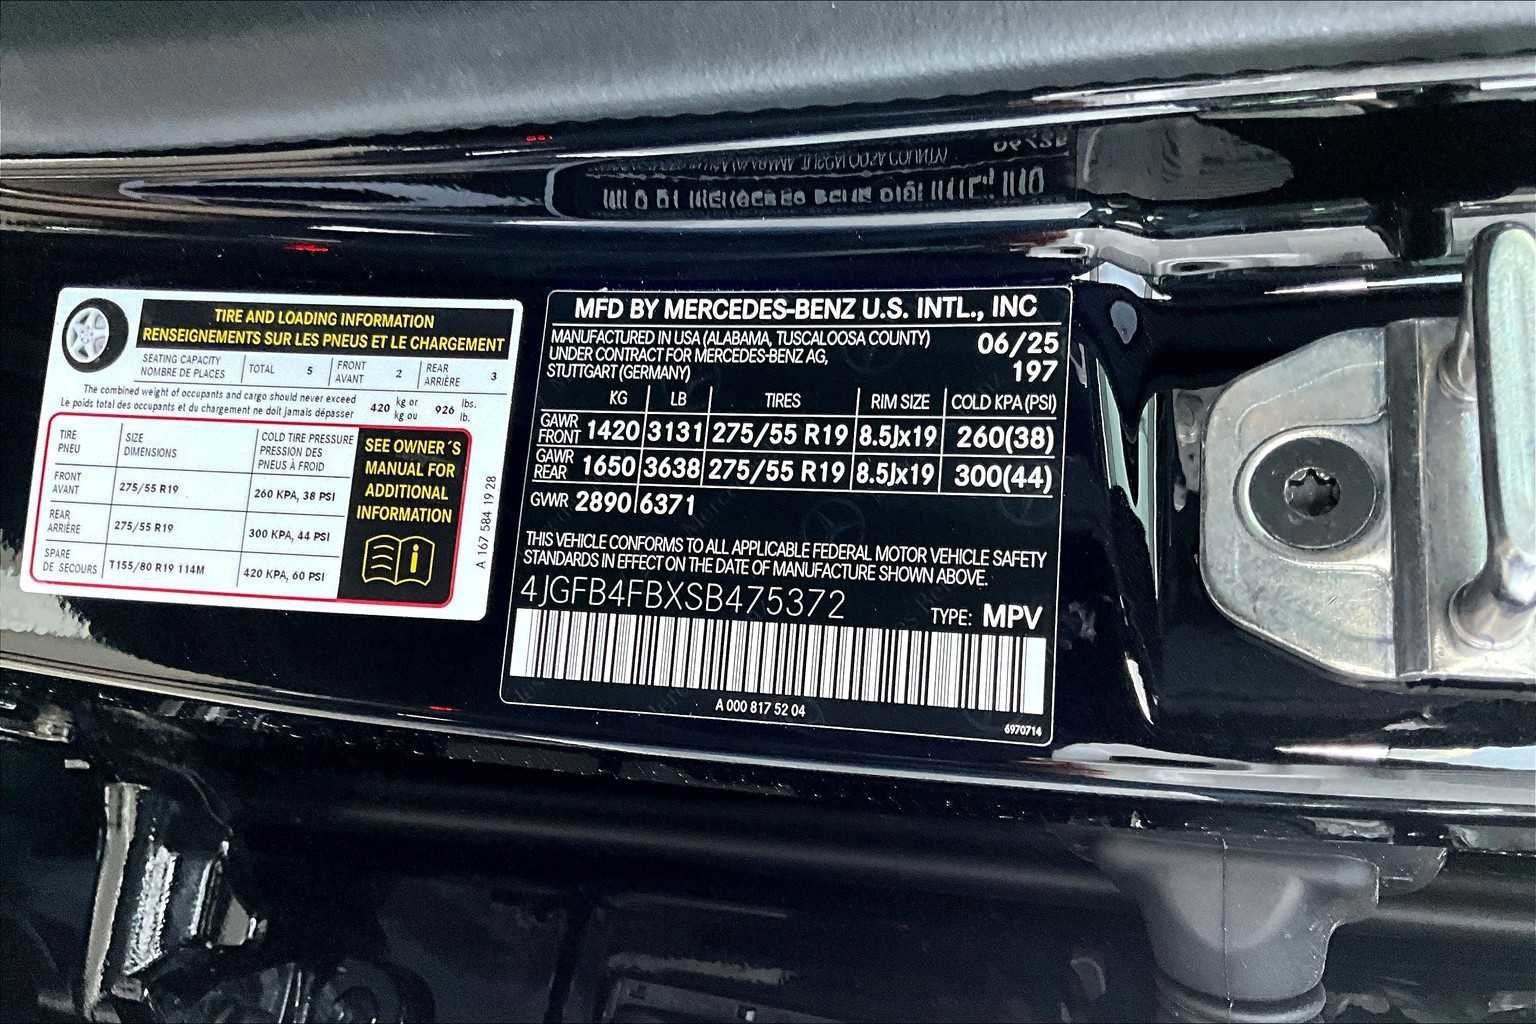 TIRE AND LOADING INFORMATION
RENSEIGNEMENTS SUR LES PNEUS ET LE CHARGEMENT
SEATING CAPACITY
NOMBRE DE PLACES
TOTAL 5
FRONT
AVANT 2
REAR
ARRIÈRE 3
The combined weight of occupants and cargo should never exceed
Le poids total des occupants et du chargement ne doit jamais dépasser
420 kg or
kg ou
926 lbs.
lb.
TIRE
PNEU
SIZE
DIMENSIONS
COLD TIRE PRESSURE
PRESSION DES
PNEUS À FROID
FRONT
AVANT
275/55 R19
260 KPA, 38 PSI
REAR
ARRIÈRE
275/55 R19
300 KPA, 44 PSI
SPARE
DE SECOURS
T155/80 R19 114M
420 KPA, 60 PSI
SEE OWNER´S
MANUAL FOR
ADDITIONAL
INFORMATION
A 167 584 19 28
MFD BY MERCEDES-BENZ U.S. INTL., INC
MANUFACTURED IN USA (ALABAMA, TUSCALOOSA COUNTY)
UNDER CONTRACT FOR MERCEDES-BENZ AG,
STUTTGART (GERMANY)
06/25
197
KG LB TIRES RIM SIZE COLD KPA (PSI)
GAWR
FRONT 1420 3131 275/55 R19 8.5Jx19 260(38)
GAWR
REAR 1650 3638 275/55 R19 8.5Jx19 300(44)
GVWR 2890 6371
THIS VEHICLE CONFORMS TO ALL APPLICABLE FEDERAL MOTOR VEHICLE SAFETY
STANDARDS IN EFFECT ON THE DATE OF MANUFACTURE SHOWN ABOVE.
4JGFB4FBXSB475372
TYPE: MPV
A 000 817 52 04
6970714